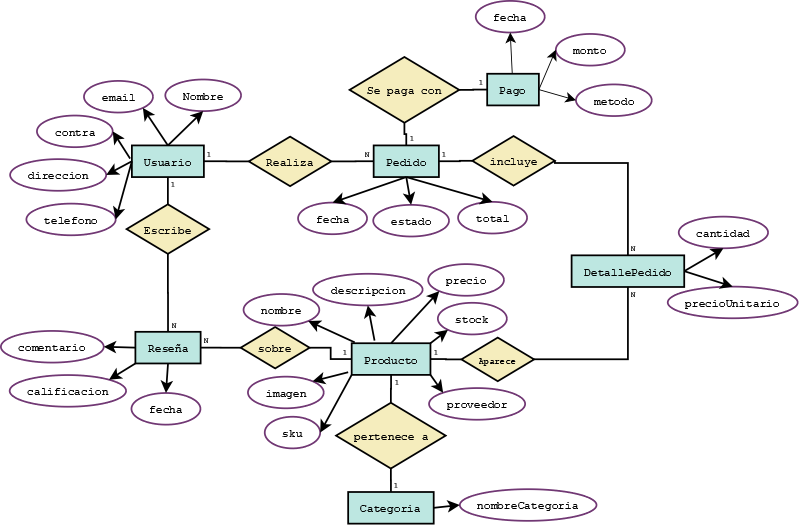 fecha
monto
Se paga con
1
Pago
metodo
email
Nombre
contra
1
Usuario
1
Realiza
N
Pedido
1
incluye
direccion
1
telefono
Escribe
fecha
estado
total
cantidad
N
DetallePedido
precioUnitario
N
descripcion
precio
nombre
stock
N
comentario
Reseña
N
sobre
1
Producto
1
Aparece
calificacion
imagen
1
proveedor
fecha
sku
pertenece a
1
Categoria
nombreCategoria